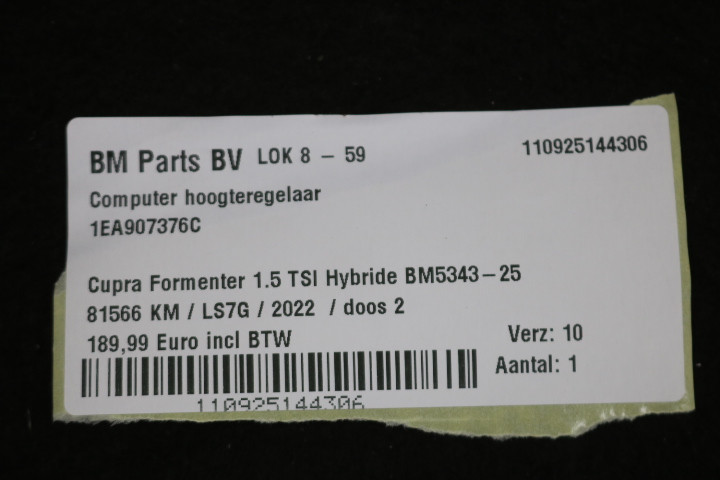 BM Parts BV LOK 8 – 59 110925144306
Computer hoogteregelaar
1EA907376C
Cupra Formenter 1.5 TSI Hybride BM5343–25
81566 KM / LS7G / 2022 / doos 2
189,99 Euro incl BTW Verz: 10
Aantal: 1
110925144306